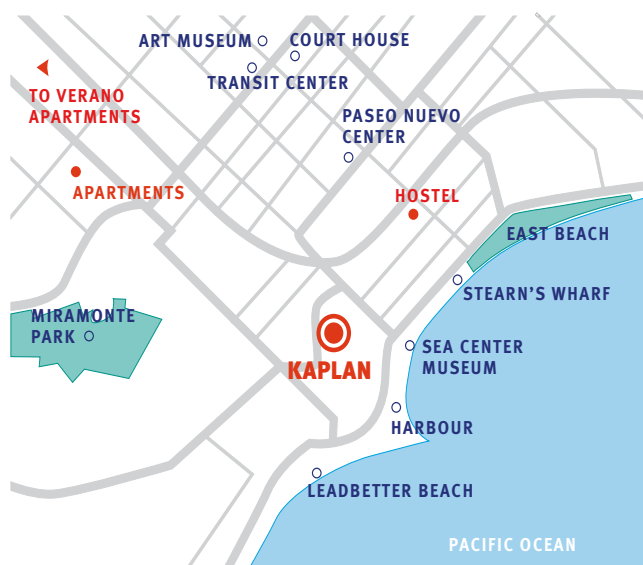 ART MUSEUM
COURT HOUSE
TRANSIT CENTER
TO VERANO
APARTMENTS
PASEO NUEVO
CENTER
APARTMENTS
HOSTEL
EAST BEACH
STEARN'S WHARF
MIRAMONTE
PARK
SEA CENTER
MUSEUM
KAPLAN
HARBOUR
LEADBETTER BEACH
PACIFIC OCEAN